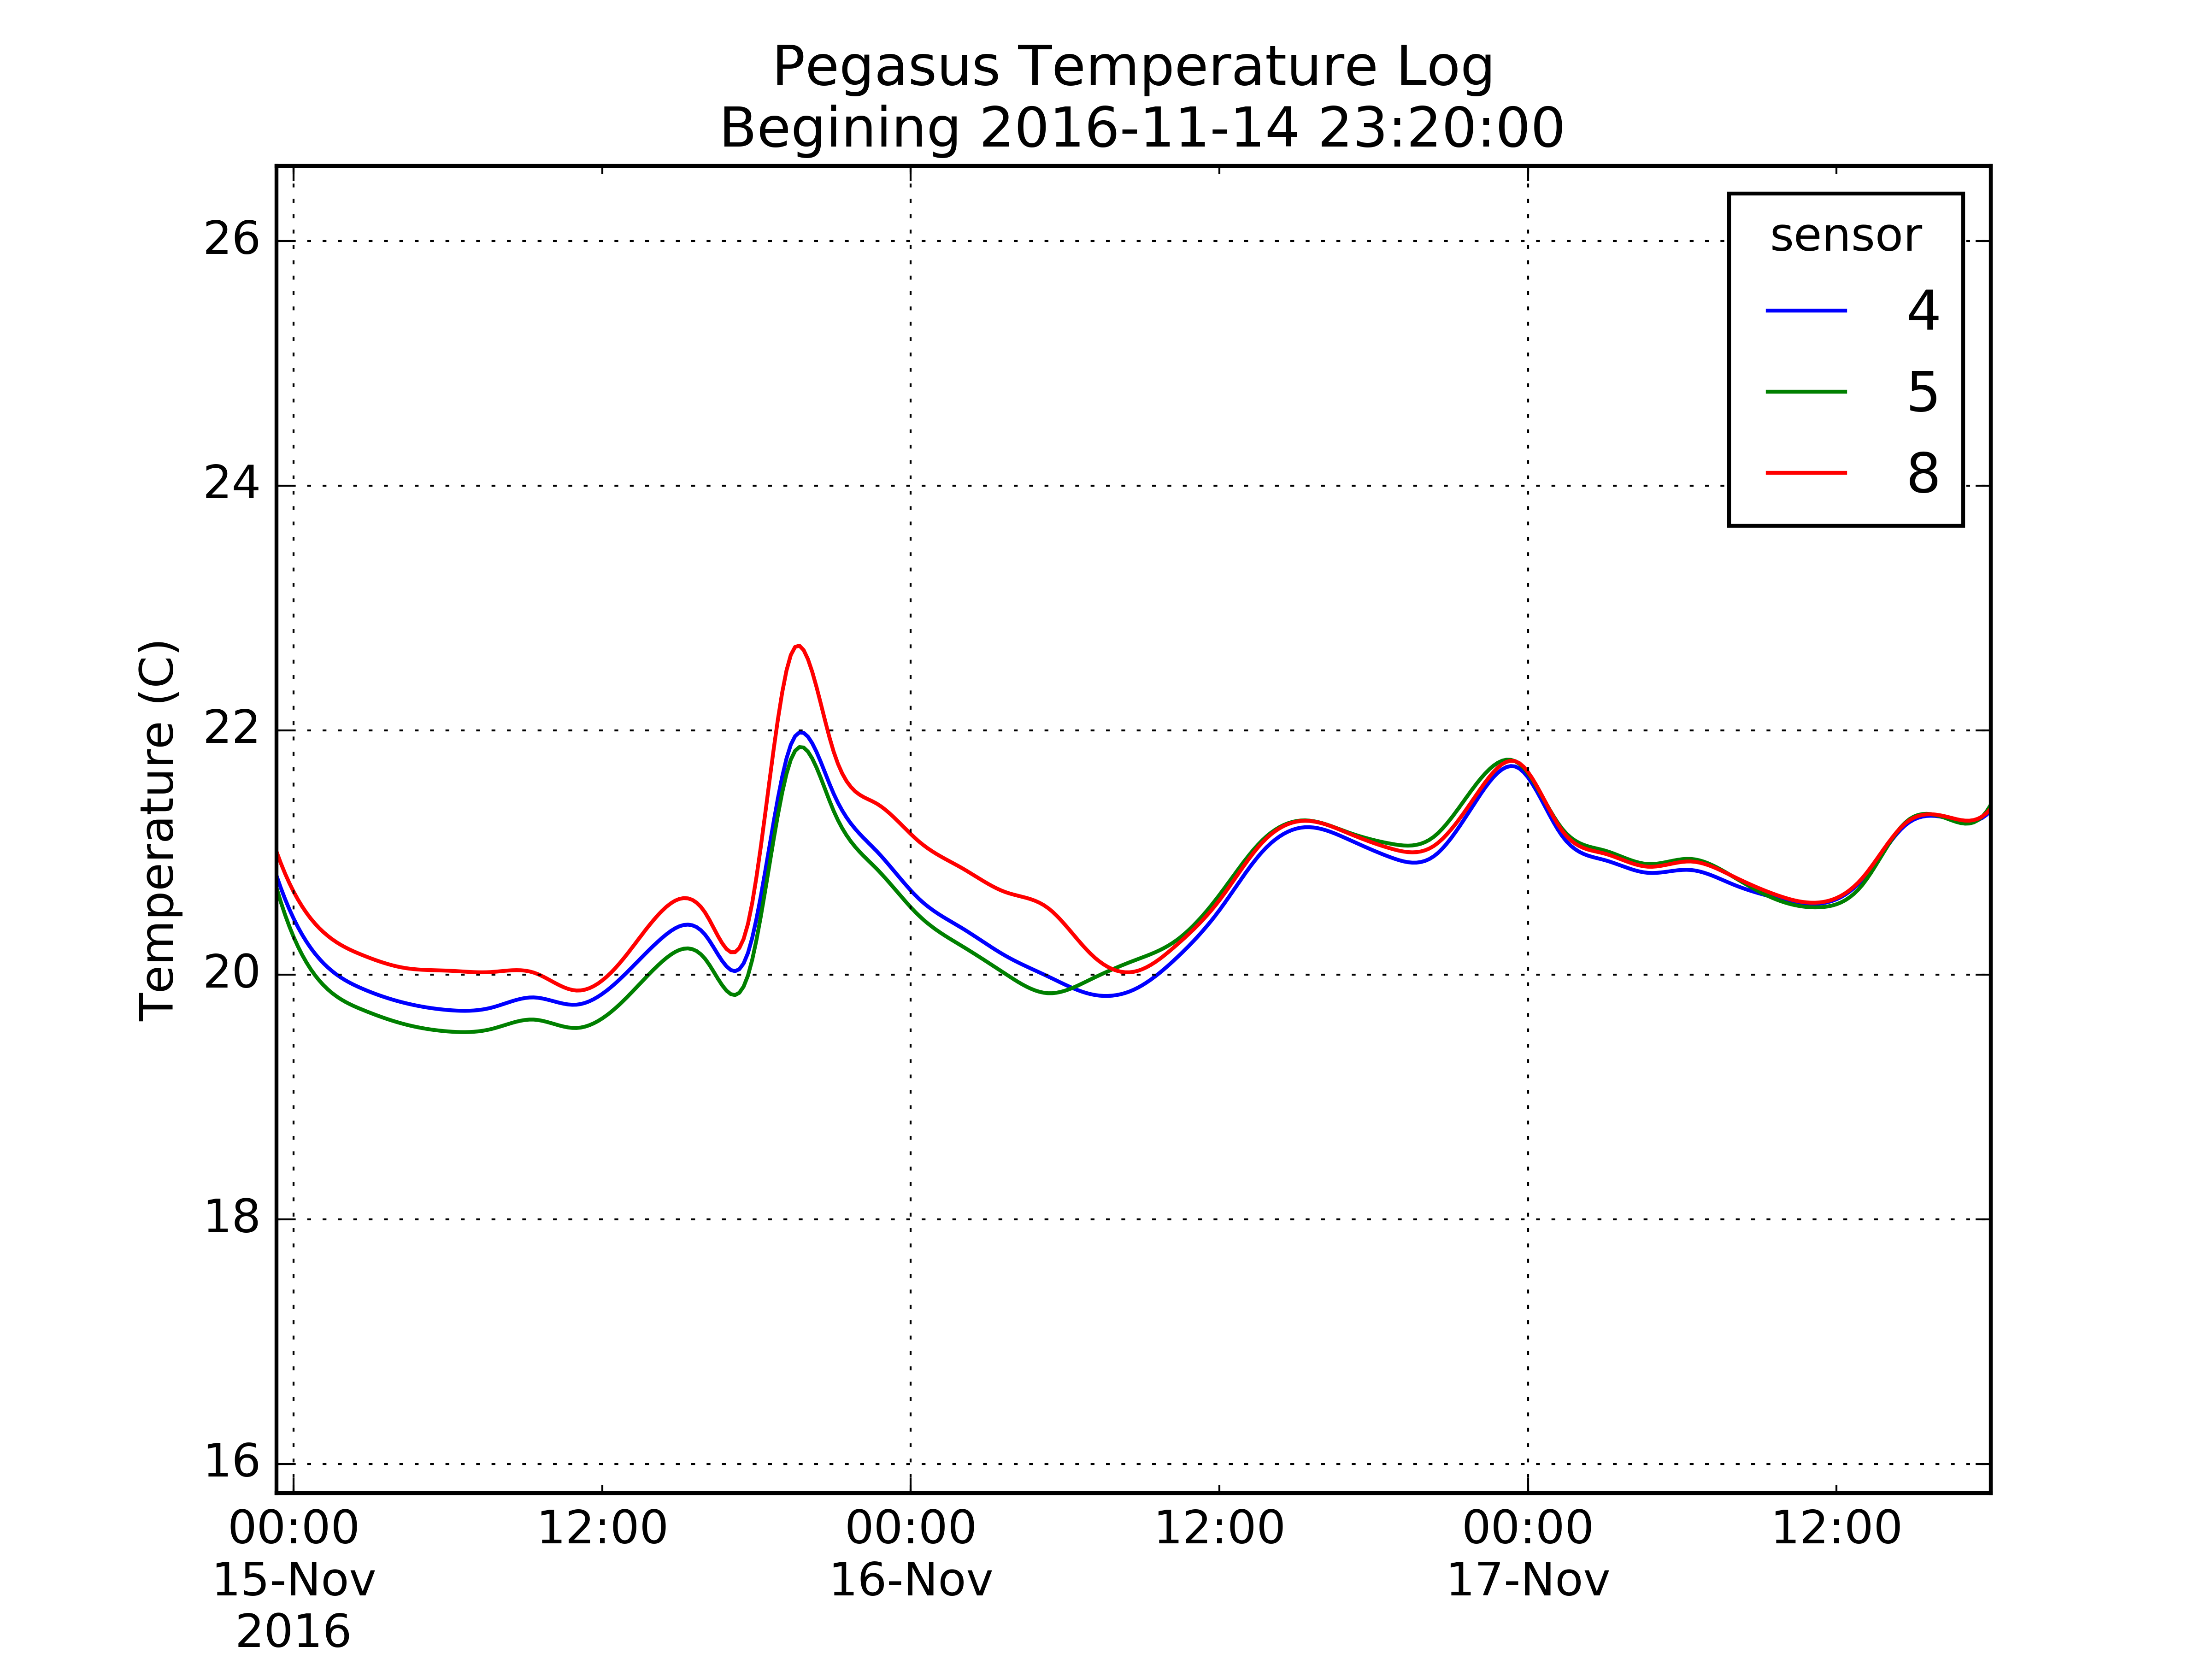 Pegasus Temperature Log
Begining 2016-11-14 23:20:00
sensor
4
5
8
Temperature (C)
26
24
22
20
18
16
00:00 12:00 00:00 12:00 00:00 12:00
15-Nov 16-Nov 17-Nov
2016